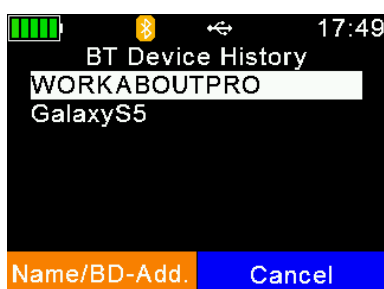 17:49
BT Device History
WORKABOUTPRO
GalaxyS5
Name/BD-Add. Cancel